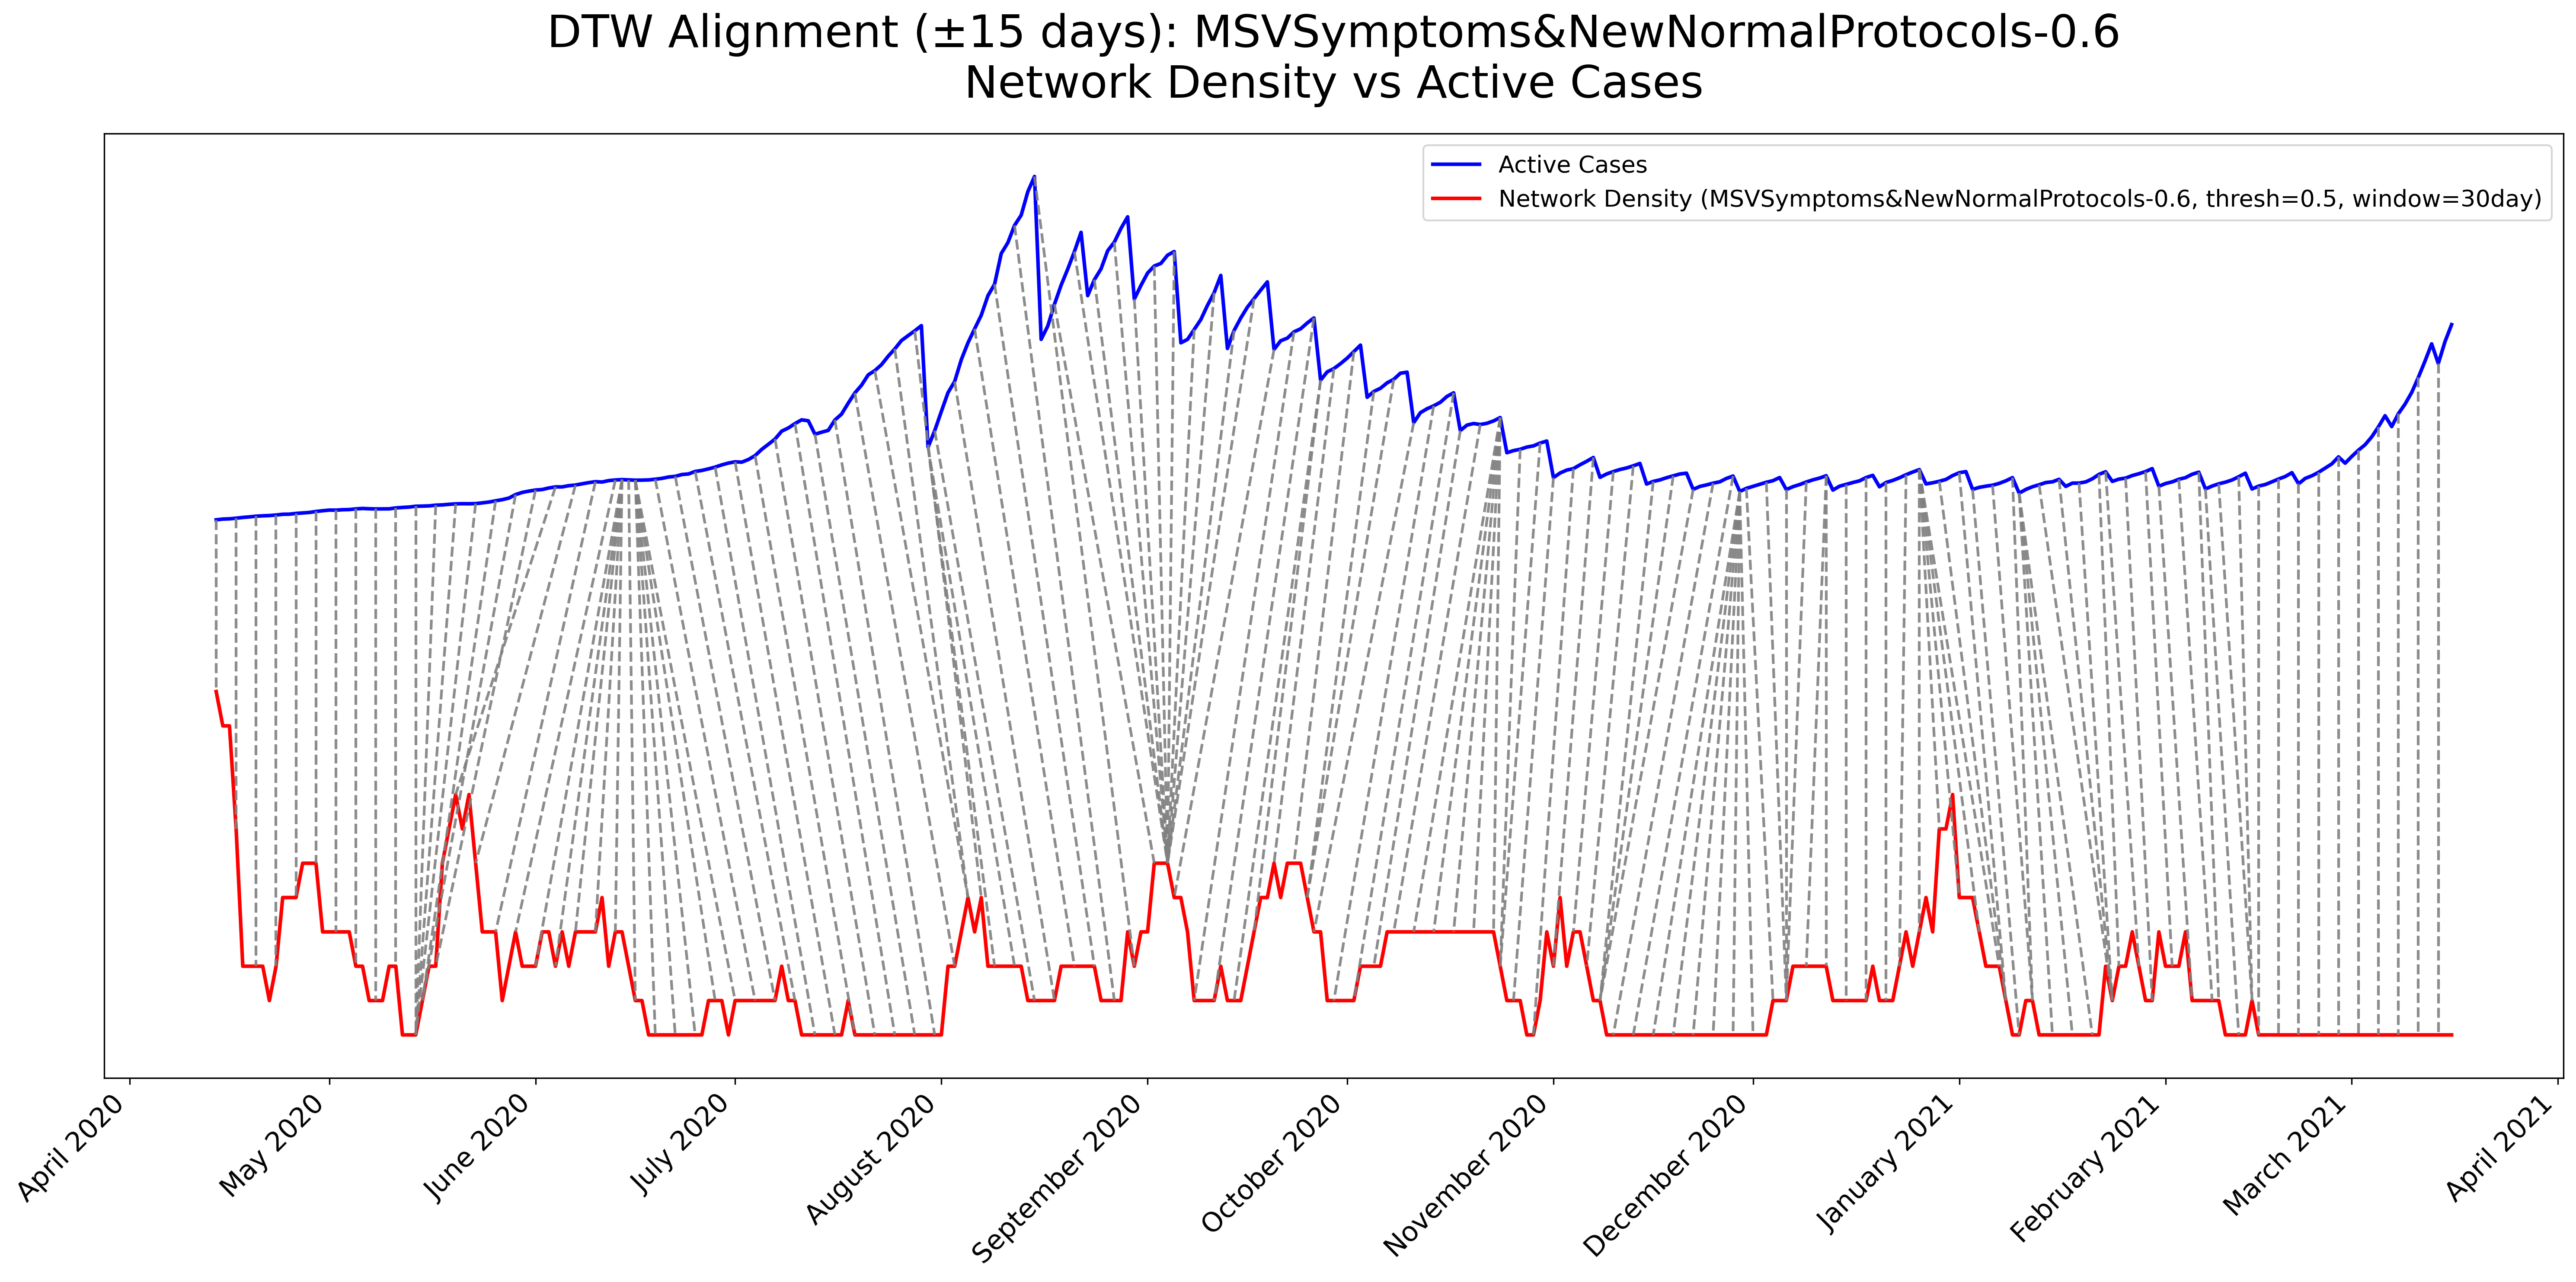 DTW Alignment (±15 days): MSVSymptoms&NewNormalProtocols-0.6
Network Density vs Active Cases
Active Cases
Network Density (MSVSymptoms&NewNormalProtocols-0.6, thresh=0.5, window=30day)
April 2020
May 2020
June 2020
July 2020
August 2020
September 2020
October 2020
November 2020
December 2020
January 2021
February 2021
March 2021
April 2021